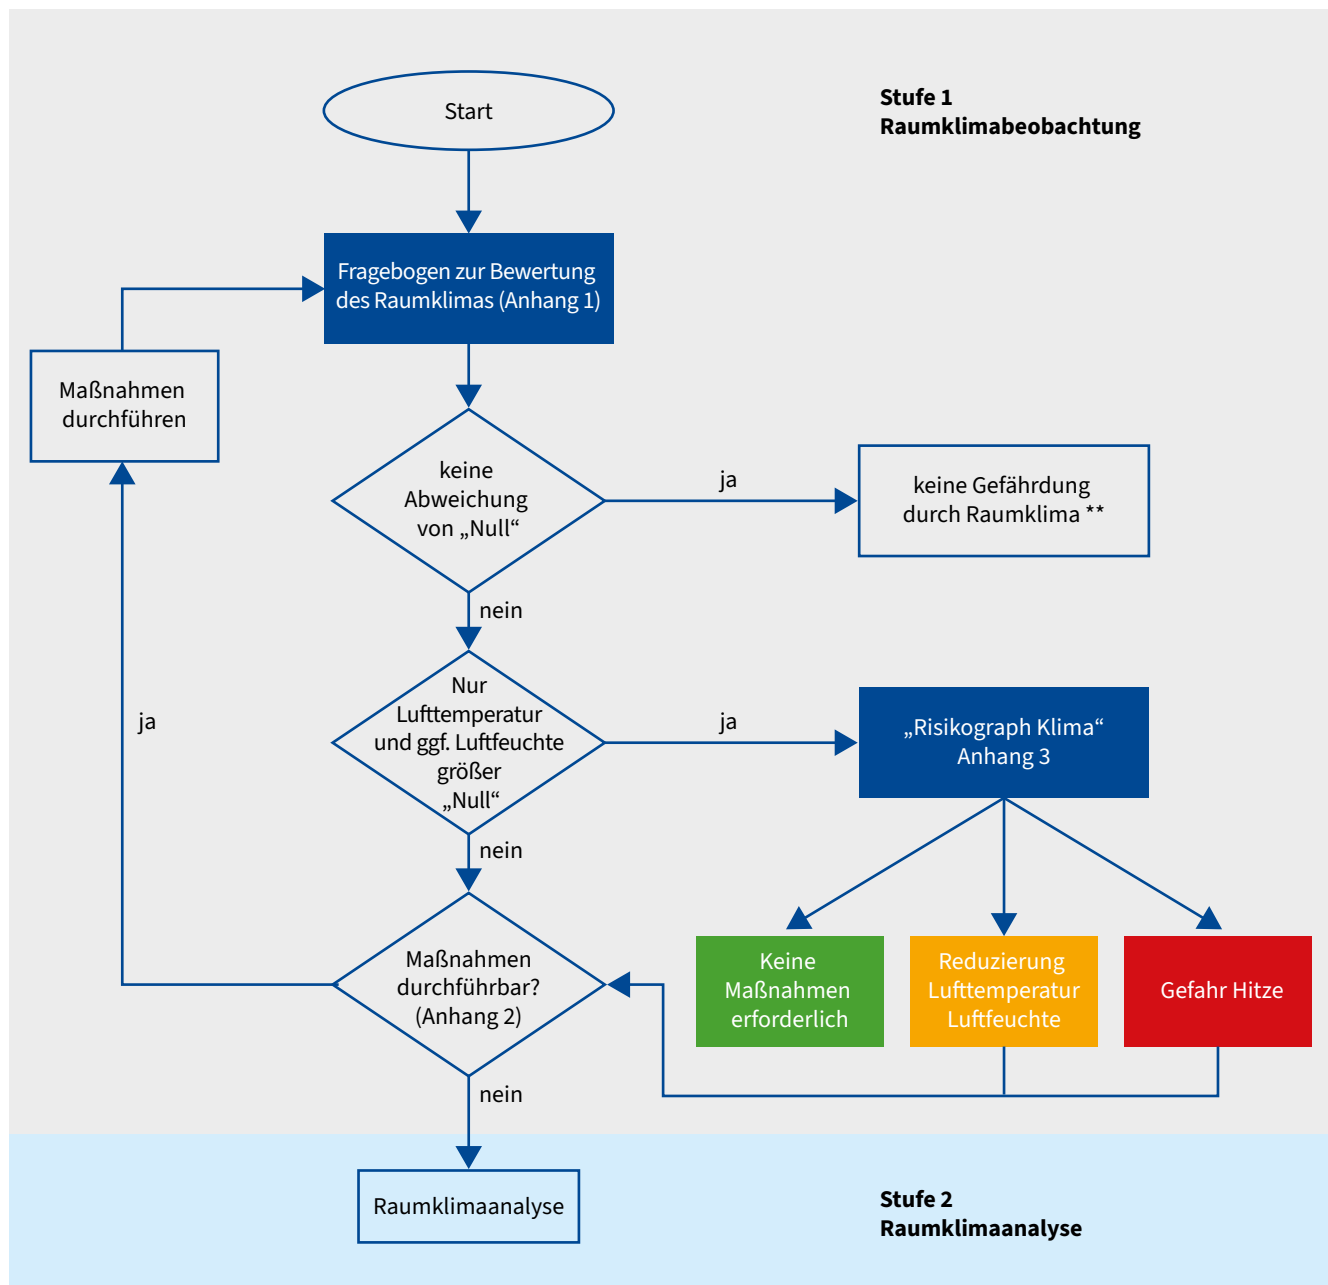 Start
Stufe 1
Raumklimabeobachtung
Fragebogen zur Bewertung
des Raumklimas (Anhang 1)
Maßnahmen
durchführen
keine
Abweichung
von „Null“
ja
keine Gefährdung
durch Raumklima **
nein
Nur
Lufttemperatur
und ggf. Luftfeuchte
größer
„Null“
ja
„Risikograph Klima“
Anhang 3
ja
nein
Maßnahmen
durchführbar?
(Anhang 2)
Keine
Maßnahmen
erforderlich
Reduzierung
Lufttemperatur
Luftfeuchte
Gefahr Hitze
nein
Raumklimaanalyse
Stufe 2
Raumklimaanalyse